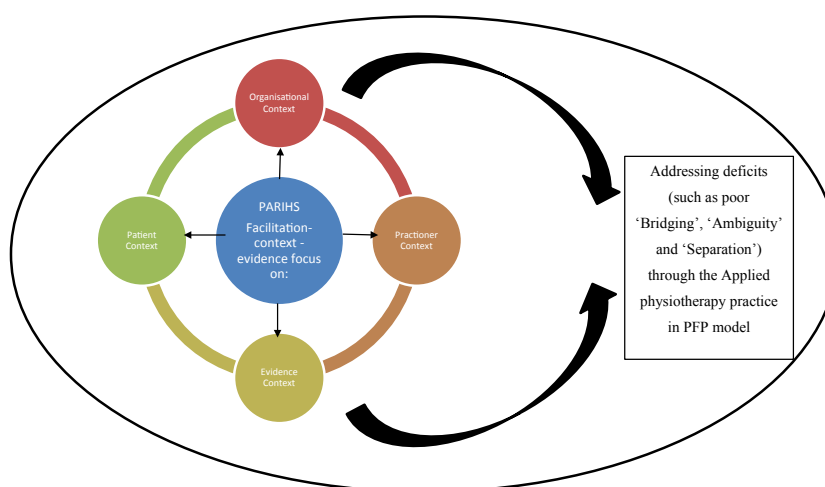 Organisational
Context
PARIHS
Facilitation-
context -
evidence focus
on:
Patient
Context
Practioner
Context
Evidence
Context
Addressing deficits
(such as poor
‘Bridging’, ‘Ambiguity’
and ‘Separation’)
through the Applied
physiotherapy practice
in PFP model